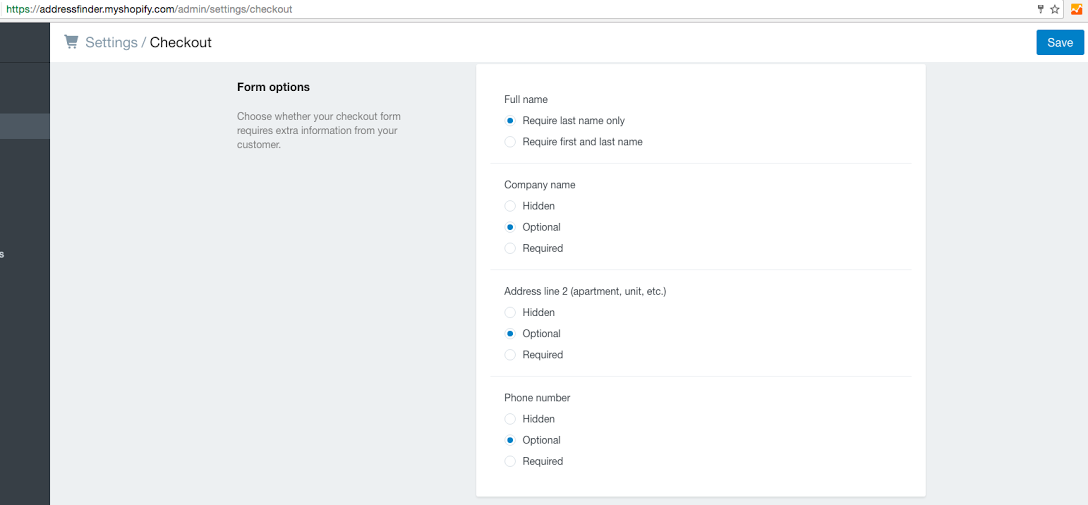 https://addressfinder.myshopify.com/admin/settings/checkout
Settings / Checkout
Save
Form options
Choose whether your checkout form
requires extra information from your
customer.
Full name
Require last name only
Require first and last name
Company name
Hidden
Optional
Required
Address line 2 (apartment, unit, etc.)
Hidden
Optional
Required
Phone number
Hidden
Optional
Required
s